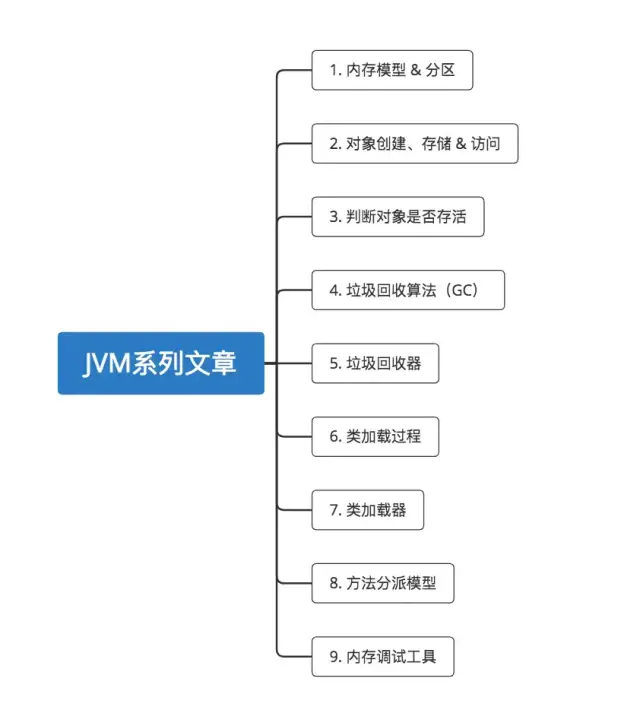 1. 内存模型 & 分区
2. 对象创建、存储 & 访问
3. 判断对象是否存活
4. 垃圾回收算法（GC）
JVM系列文章
5. 垃圾回收器
6. 类加载过程
7. 类加载器
8. 方法分派模型
9. 内存调试工具